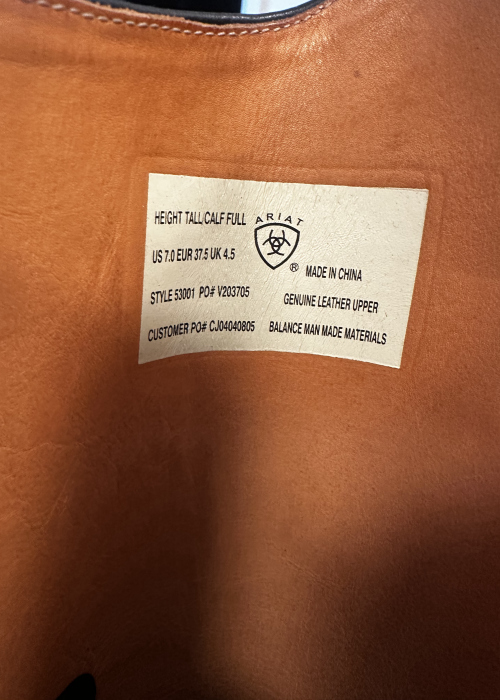 HEIGHT TALL/CALF FULL
ARIAT
US 7.0 EUR 37.5 UK 4.5
®
MADE IN CHINA
STYLE 53001 PO# V203705
GENUINE LEATHER UPPER
CUSTOMER PO# CJ04040805
BALANCE MAN MADE MATERIALS